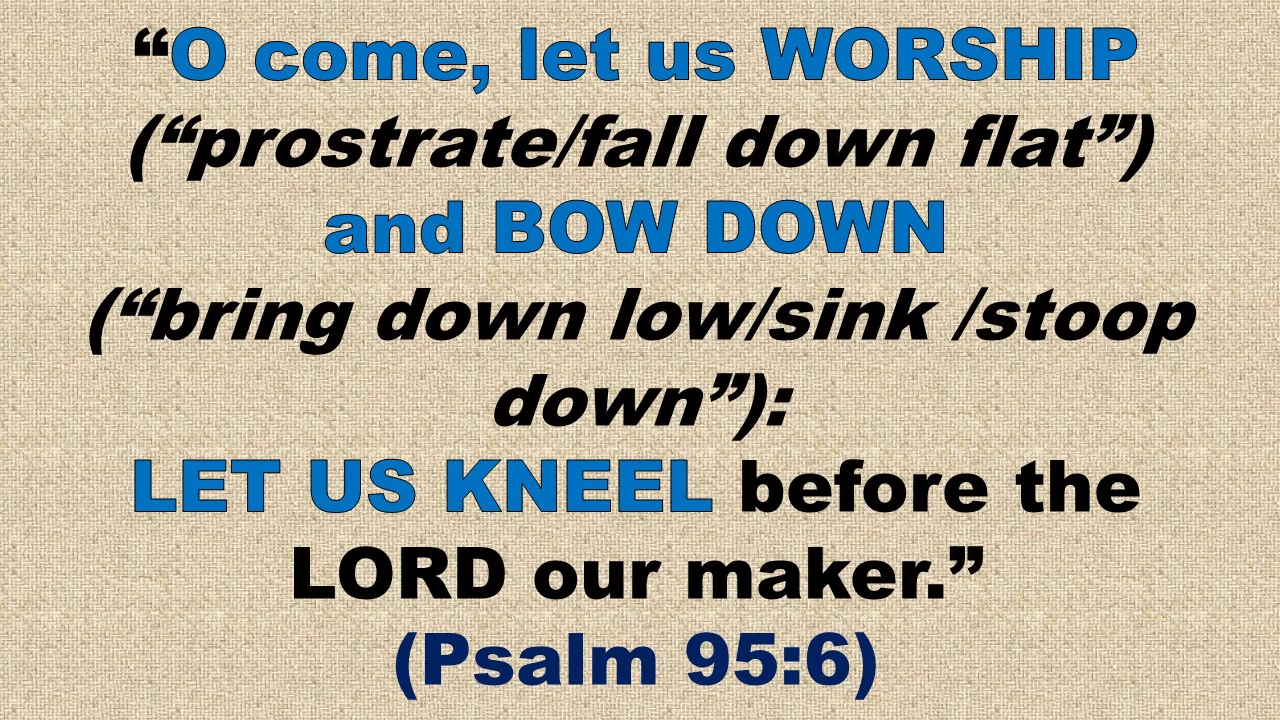 “O come, let us WORSHIP
(“prostrate/fall down flat”)
and BOW DOWN
(“bring down low/sink /stoop
down”):
LET US KNEEL before the
LORD our maker.”
(Psalm 95:6)